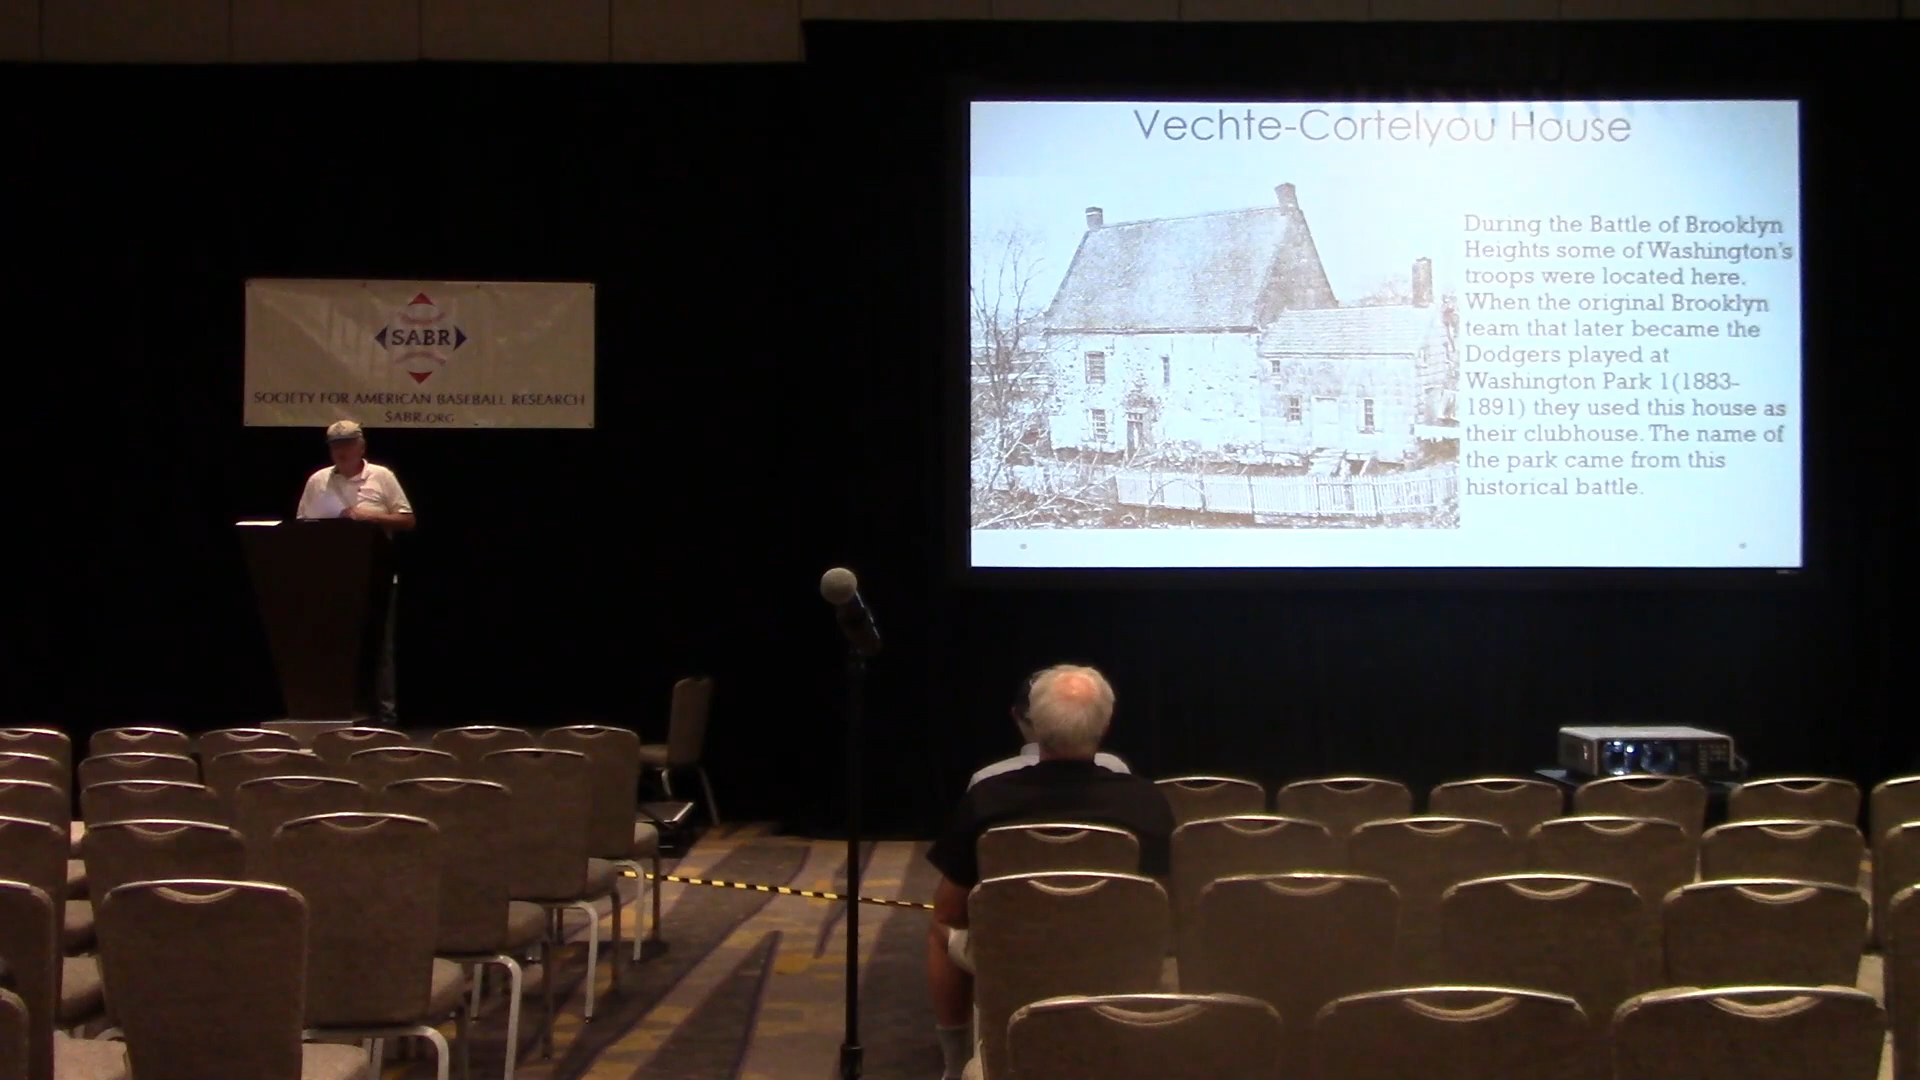 Vechte-Cortelyou House
During the Battle of Brooklyn
Heights some of Washington's
troops were located here.
When the original Brooklyn
team that later became the
Dodgers played at
Washington Park 1(1883-
1891) they used this house as
their clubhouse. The name of
the park came from this
historical battle.
SABR
SOCIETY FOR AMERICAN BASEBALL RESEARCH
SABR.ORG